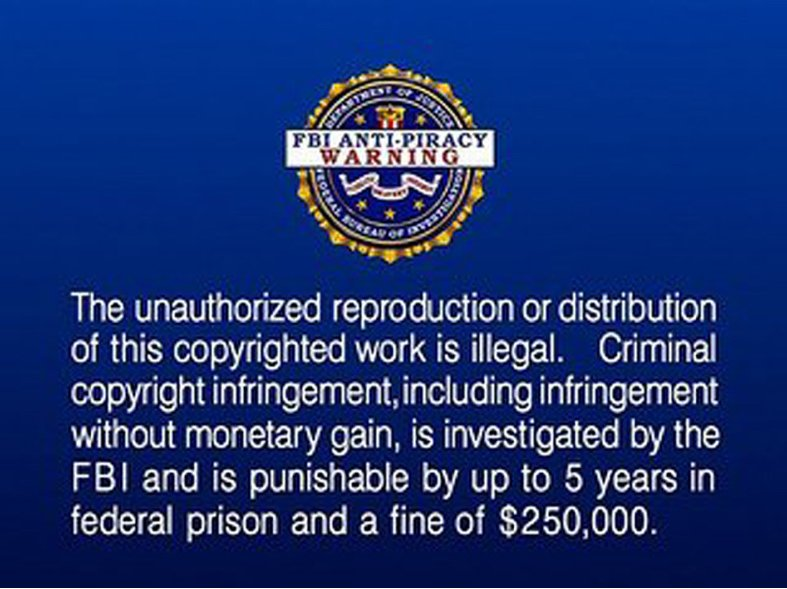 DEPARTMENT OF JUSTICE
FBI ANTI-PIRACY
WARNING
FEDERAL BUREAU OF INVESTIGATION
The unauthorized reproduction or distribution
of this copyrighted work is illegal. Criminal
copyright infringement, including infringement
without monetary gain, is investigated by the
FBI and is punishable by up to 5 years in
federal prison and a fine of $250,000.